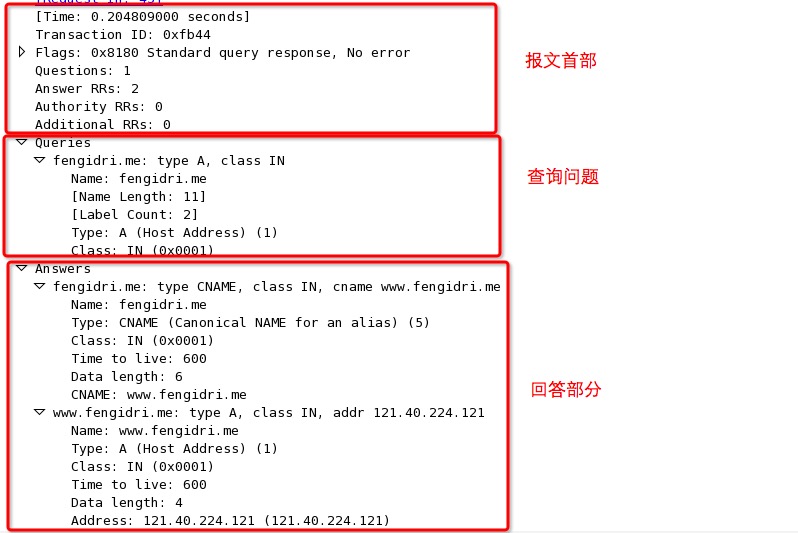 [Time: 0.204809000 seconds]
Transaction ID: 0xfb44
Flags: 0x8180 Standard query response, No error
Questions: 1
Answer RRs: 2
Authority RRs: 0
Additional RRs: 0
报文首部
Queries
fengidri.me: type A, class IN
Name: fengidri.me
[Name Length: 11]
[Label Count: 2]
Type: A (Host Address) (1)
Class: IN (0x0001)
查询问题
Answers
fengidri.me: type CNAME, class IN, cname www.fengidri.me
Name: fengidri.me
Type: CNAME (Canonical NAME for an alias) (5)
Class: IN (0x0001)
Time to live: 600
Data length: 6
CNAME: www.fengidri.me
www.fengidri.me: type A, class IN, addr 121.40.224.121
Name: www.fengidri.me
Type: A (Host Address) (1)
Class: IN (0x0001)
Time to live: 600
Data length: 4
Address: 121.40.224.121 (121.40.224.121)
回答部分